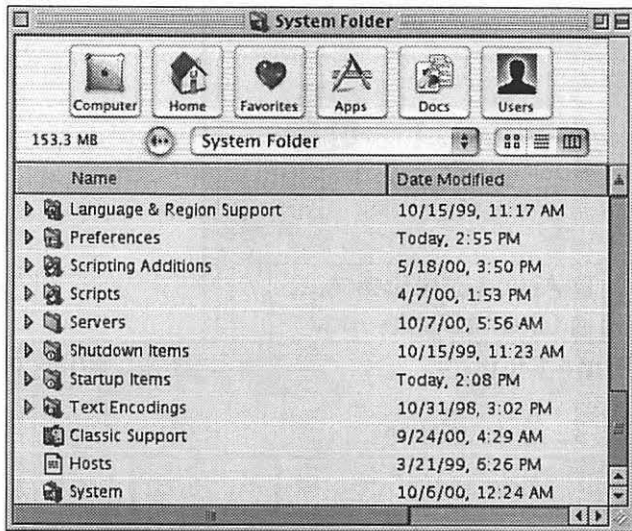 System Folder
Computer Home Favorites Apps Docs Users
153.3 MB System Folder
Name Date Modified
Language & Region Support 10/15/99, 11:17 AM
Preferences Today, 2:55 PM
Scripting Additions 5/18/00, 3:50 PM
Scripts 4/7/00, 1:53 PM
Servers 10/7/00, 5:56 AM
Shutdown Items 10/15/99, 11:23 AM
Startup Items Today, 2:08 PM
Text Encodings 10/31/98, 3:02 PM
Classic Support 9/24/00, 4:29 AM
Hosts 3/21/99, 6:26 PM
System 10/6/00, 12:24 AM